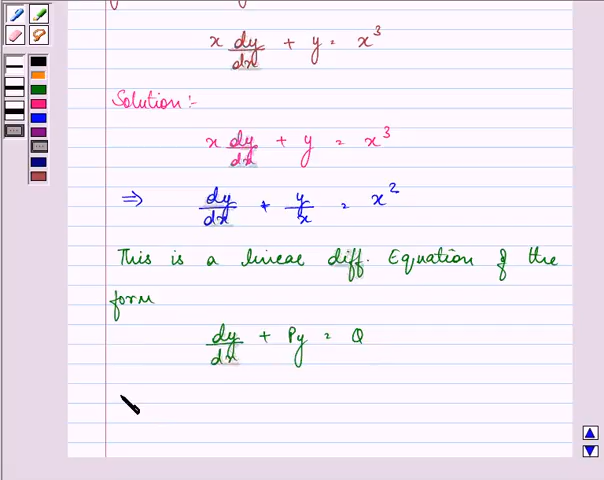 x dy/dx + y = x³
Solution :-
x dy/dx + y = x³
⇒ dy/dx + y/x = x²
This is a linear diff. Equation of the
form
dy/dx + Py = Q